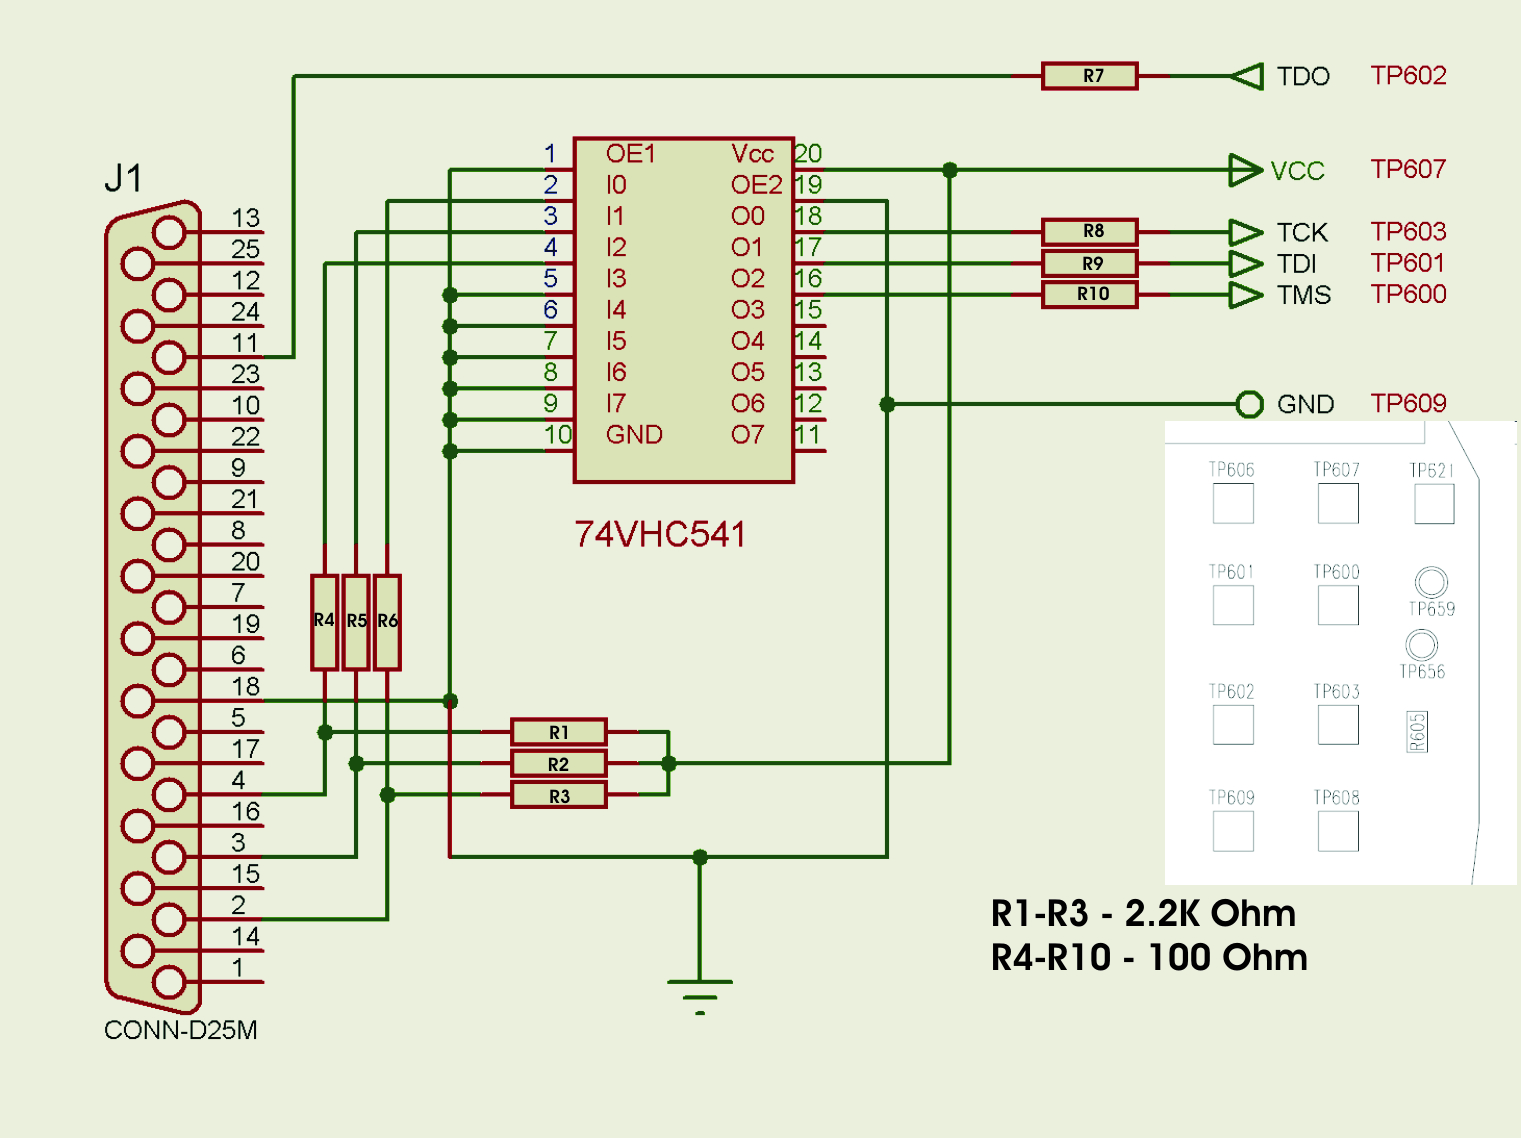 R7 TDO TP602
J1
1 OE1 Vcc 20
2 I0 OE2 19
3 I1 O0 18
4 I2 O1 17
5 I3 O2 16
6 I4 O3 15
7 I5 O4 14
8 I6 O5 13
9 I7 O6 12
10 GND O7 11
74VHC541
VCC TP607
R8 TCK TP603
R9 TDI TP601
R10 TMS TP600
GND TP609
13
25
12
24
11
23
10
22
9
21
8
20
7
19
6
18
5
17
4
16
3
15
2
14
1
CONN-D25M
R4 R5 R6
R1
R2
R3
TP606 TP607 TP621
TP601 TP600
TP659
TP656
TP602 TP603
R605
TP609 TP608
R1-R3 - 2.2K Ohm
R4-R10 - 100 Ohm